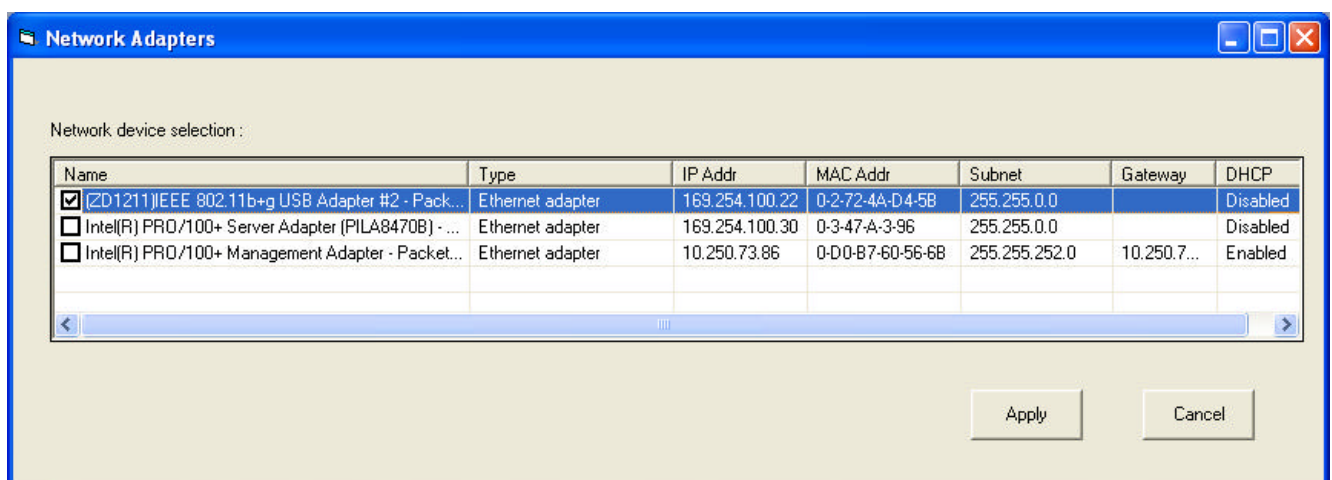 Network Adapters
Network device selection :
Name Type IP Addr MAC Addr Subnet Gateway DHCP
(ZD1211)IEEE 802.11b+g USB Adapter #2 - Pack... Ethernet adapter 169.254.100.22 0-2-72-4A-D4-5B 255.255.0.0 Disabled
Intel(R) PRO/100+ Server Adapter (PILA8470B) - ... Ethernet adapter 169.254.100.30 0-3-47-A-3-96 255.255.0.0 Disabled
Intel(R) PRO/100+ Management Adapter - Packet... Ethernet adapter 10.250.73.86 0-D0-B7-60-56-6B 255.255.252.0 10.250.7... Enabled
Apply Cancel